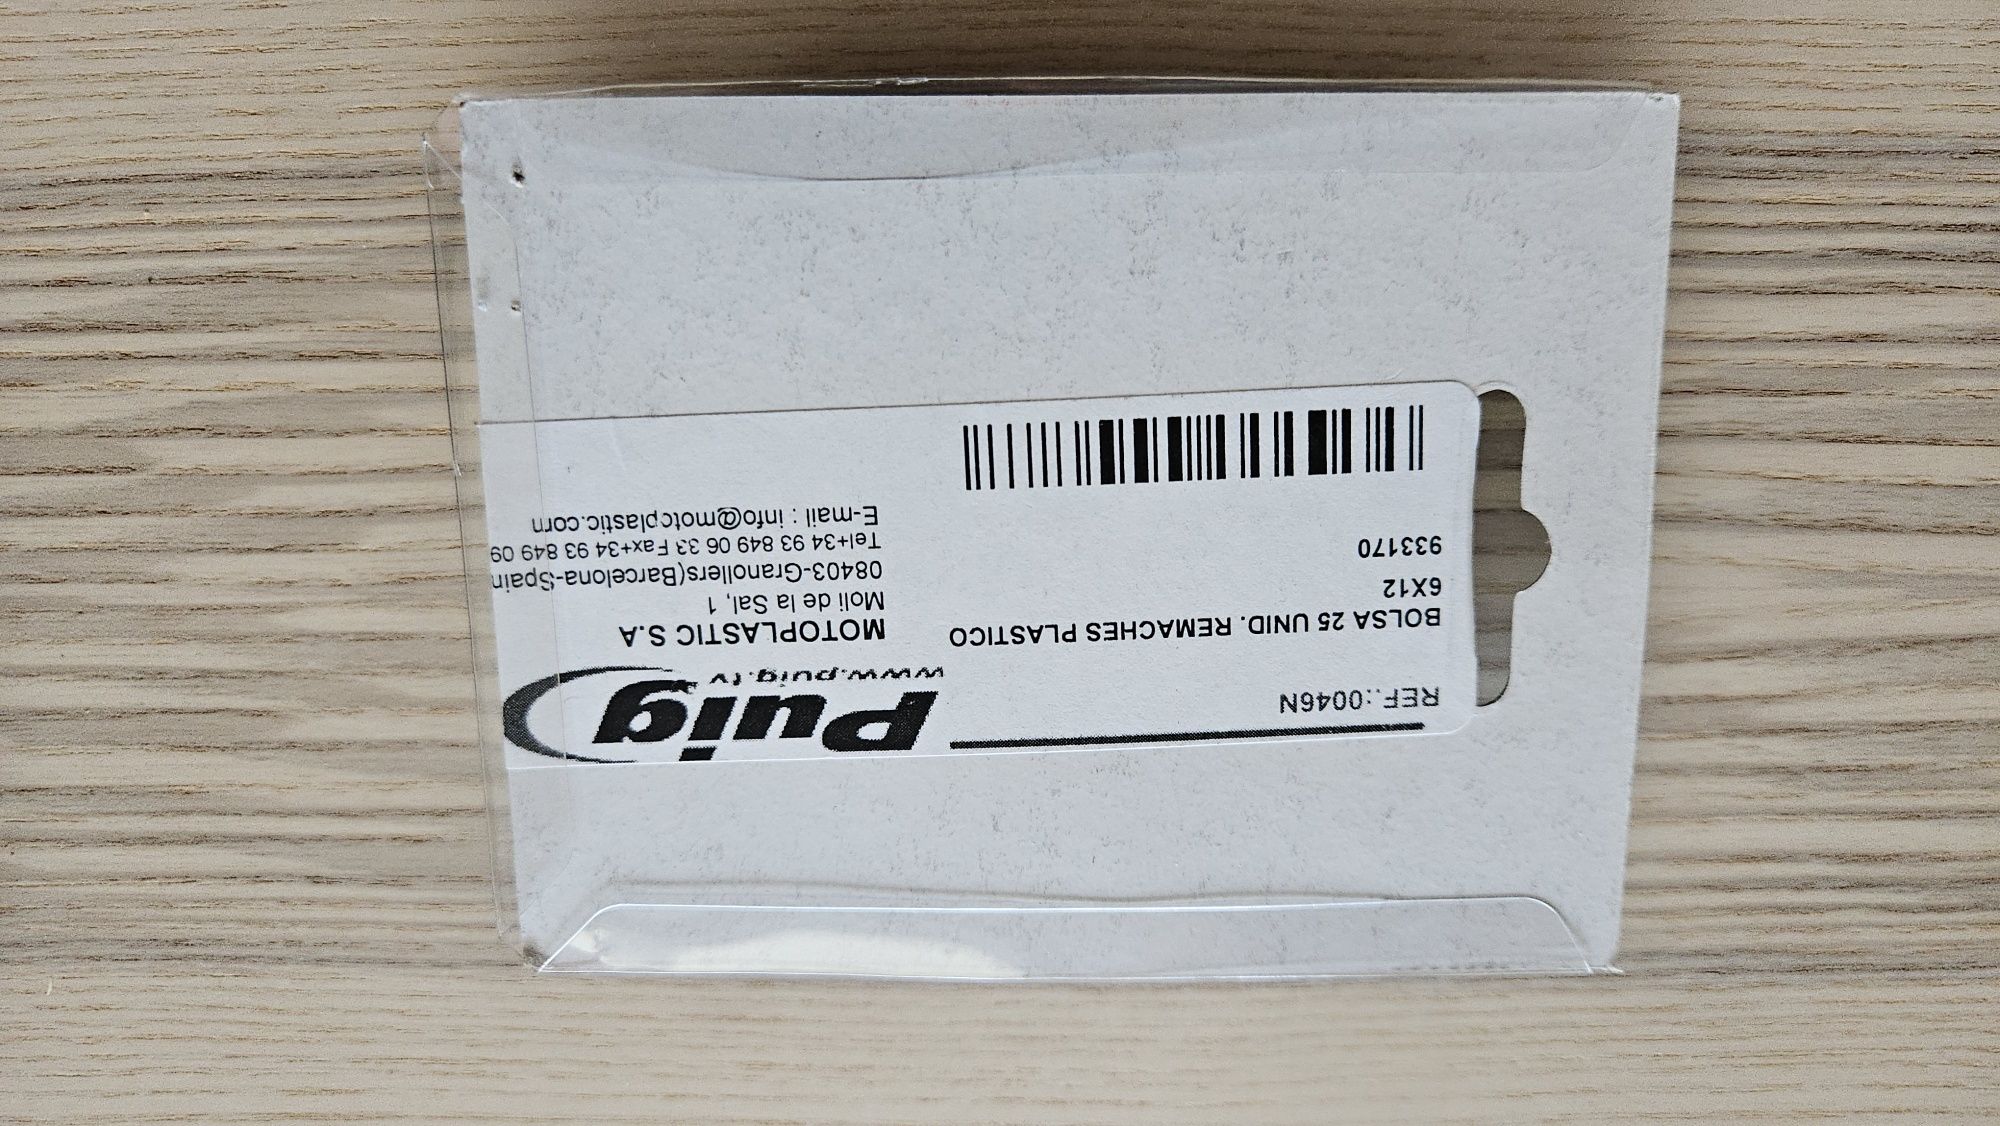 REF.:0046N
BOLSA 25 UNID. REMACHES PLASTICO
6X12
933170
Puig
www.puig.tv
MOTOPLASTIC S.A
Moli de la Sal, 1
08403-Granollers(Barcelona-Spain
Tel+34 93 849 06 33 Fax+34 93 849 09
E-mail : info@motoplastic.com